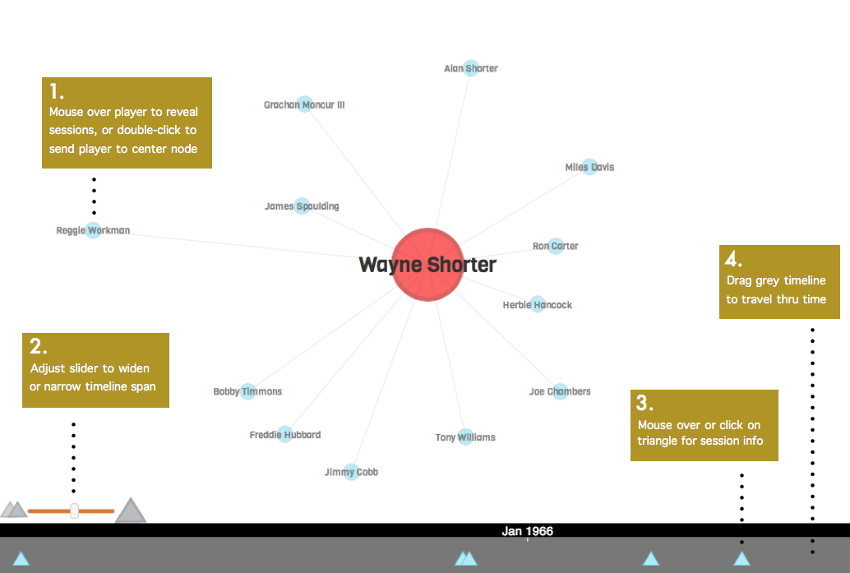 Alan Shorter
1.
Mouse over player to reveal
sessions, or double-click to
send player to center node
Grachan Moncur III
Miles Davis
James Spaulding
Reggie Workman
Ron Carter
Wayne Shorter
4.
Drag grey timeline
to travel thru time
Herbie Hancock
2.
Adjust slider to widen
or narrow timeline span
Bobby Timmons
Joe Chambers
3.
Mouse over or click on
triangle for session info
Freddie Hubbard
Tony Williams
Jimmy Cobb
Jan 1966